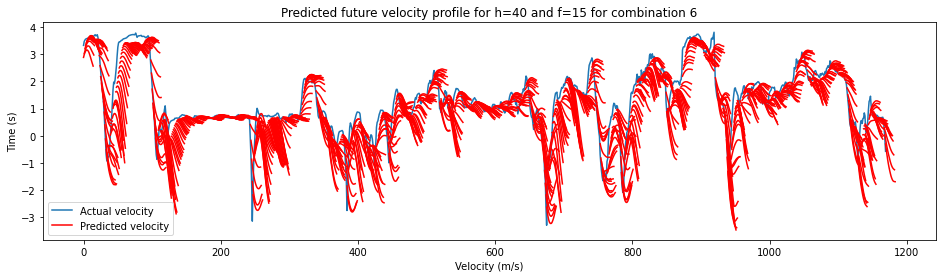 Predicted future velocity profile for h=40 and f=15 for combination 6
Time (s)
4
3
2
1
0
−1
−2
−3
Actual velocity
Predicted velocity
0 200 400 600 800 1000 1200
Velocity (m/s)